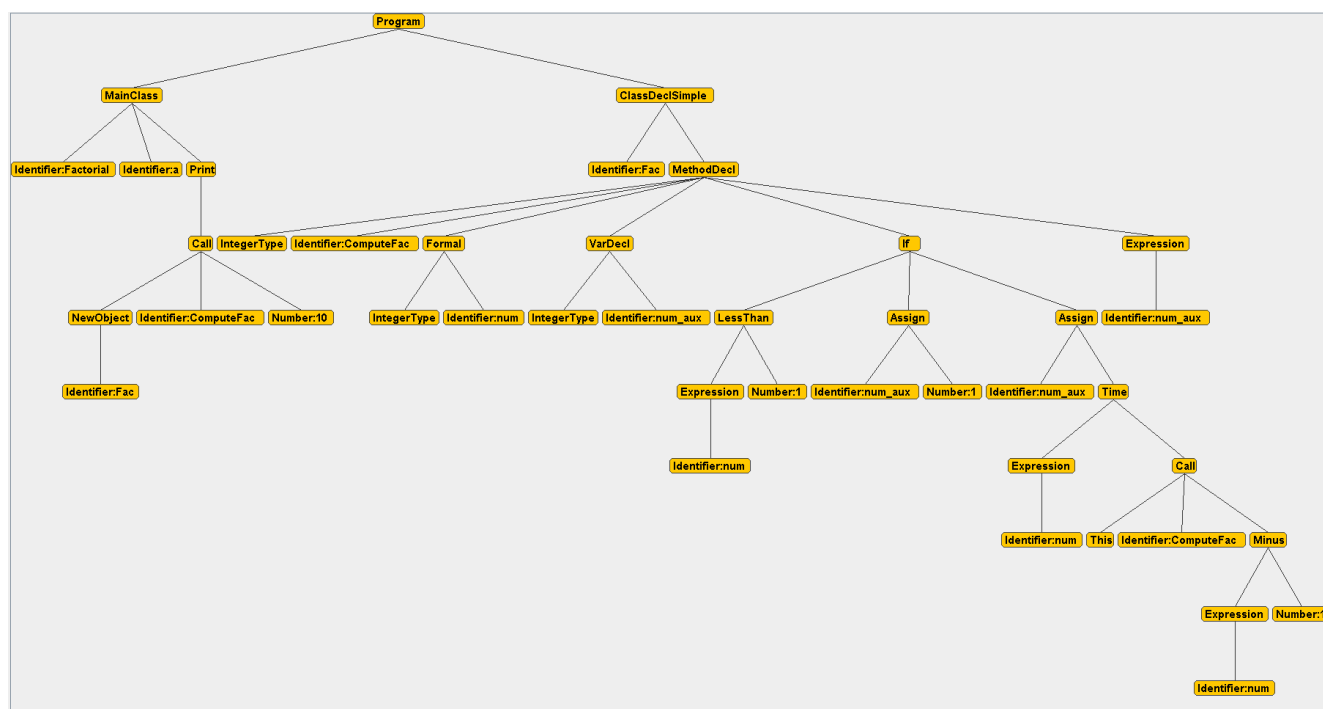 Program
MainClass ClassDeclSimple
Identifier:Factorial Identifier:a Print Identifier:Fac MethodDecl
Call IntegerType Identifier:ComputeFac Formal VarDecl If Expression
NewObject Identifier:ComputeFac Number:10 IntegerType Identifier:num IntegerType Identifier:num_aux LessThan Assign Assign Identifier:num_aux
Identifier:Fac Expression Number:1 Identifier:num_aux Number:1 Identifier:num_aux Time
Identifier:num Expression Call
Identifier:num This Identifier:ComputeFac Minus
Expression Number:1
Identifier:num